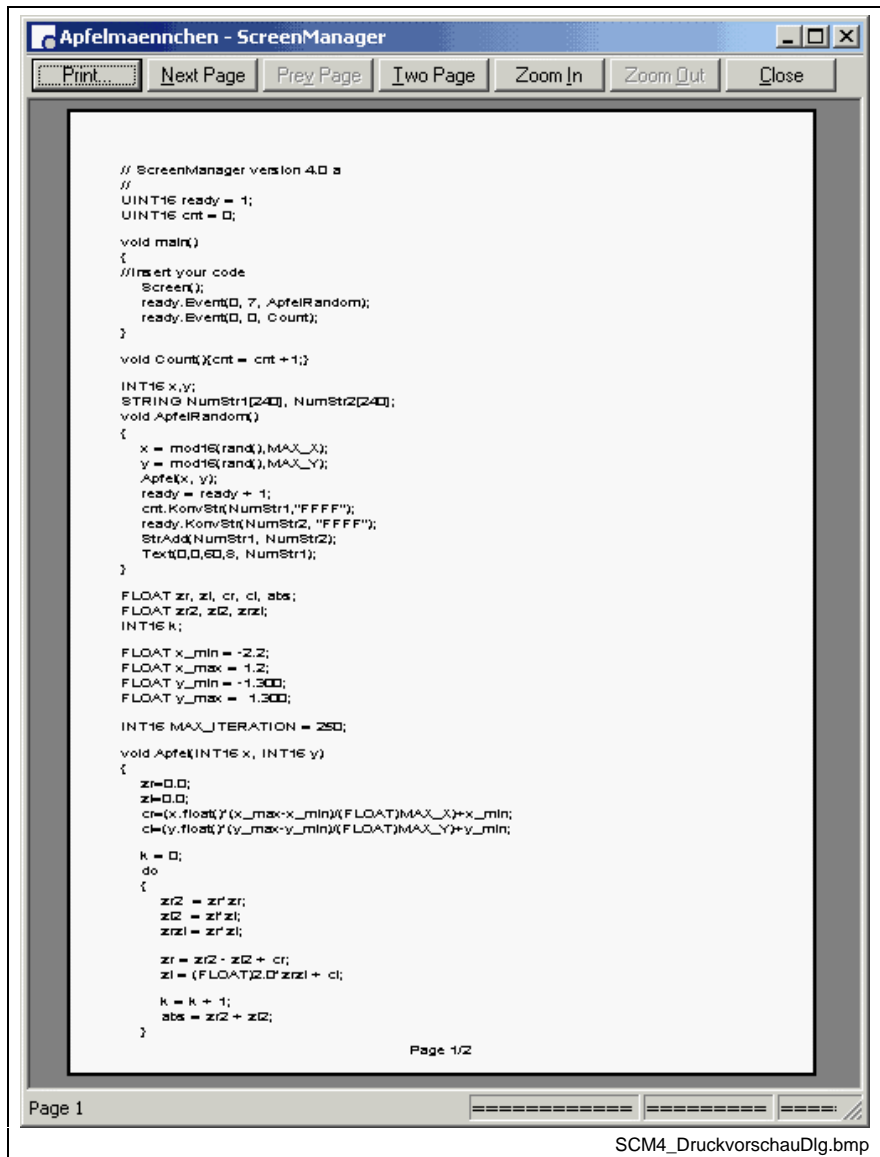 Apfelmaennchen - ScreenManager
Print... Next Page Prev Page Two Page Zoom In Zoom Out Close
// ScreenManager version 4.0 a
//
UINT16 ready = 1;
UINT16 cnt = 0;
void main()
{
//Insert your code
Screen();
ready.Event(0, 7, ApfelRandom);
ready.Event(0, 0, Count);
}
void Count(){cnt = cnt +1;}
INT16 x,y;
STRING NumStr1[240], NumStr2[240];
void ApfelRandom()
{
x = mod16(rand(),MAX_X);
y = mod16(rand(),MAX_Y);
Apfel(x, y);
ready = ready + 1;
cnt.KonvStr(NumStr1,"FFFF");
ready.KonvStr(NumStr2, "FFFF");
StrAdd(NumStr1, NumStr2);
Text(0,0,60,8, NumStr1);
}
FLOAT zr, zi, cr, ci, abs;
FLOAT zr2, zi2, zrzi;
INT16 k;
FLOAT x_min = -2.2;
FLOAT x_max = 1.2;
FLOAT y_min = -1.300;
FLOAT y_max =  1.300;
INT16 MAX_ITERATION = 250;
void Apfel(INT16 x, INT16 y)
{
zr=0.0;
zi=0.0;
cr=(x.float()*(x_max-x_min)/(FLOAT)MAX_X)+x_min;
ci=(y.float()*(y_max-y_min)/(FLOAT)MAX_Y)+y_min;
k = 0;
do
{
zr2 = zr*zr;
zi2 = zi*zi;
zrzi = zr*zi;
zr = zr2 - zi2 + cr;
zi = (FLOAT)2.0*zrzi + ci;
k = k + 1;
abs = zr2 + zi2;
}
Page 1/2
Page 1
SCM4_DruckvorschauDlg.bmp